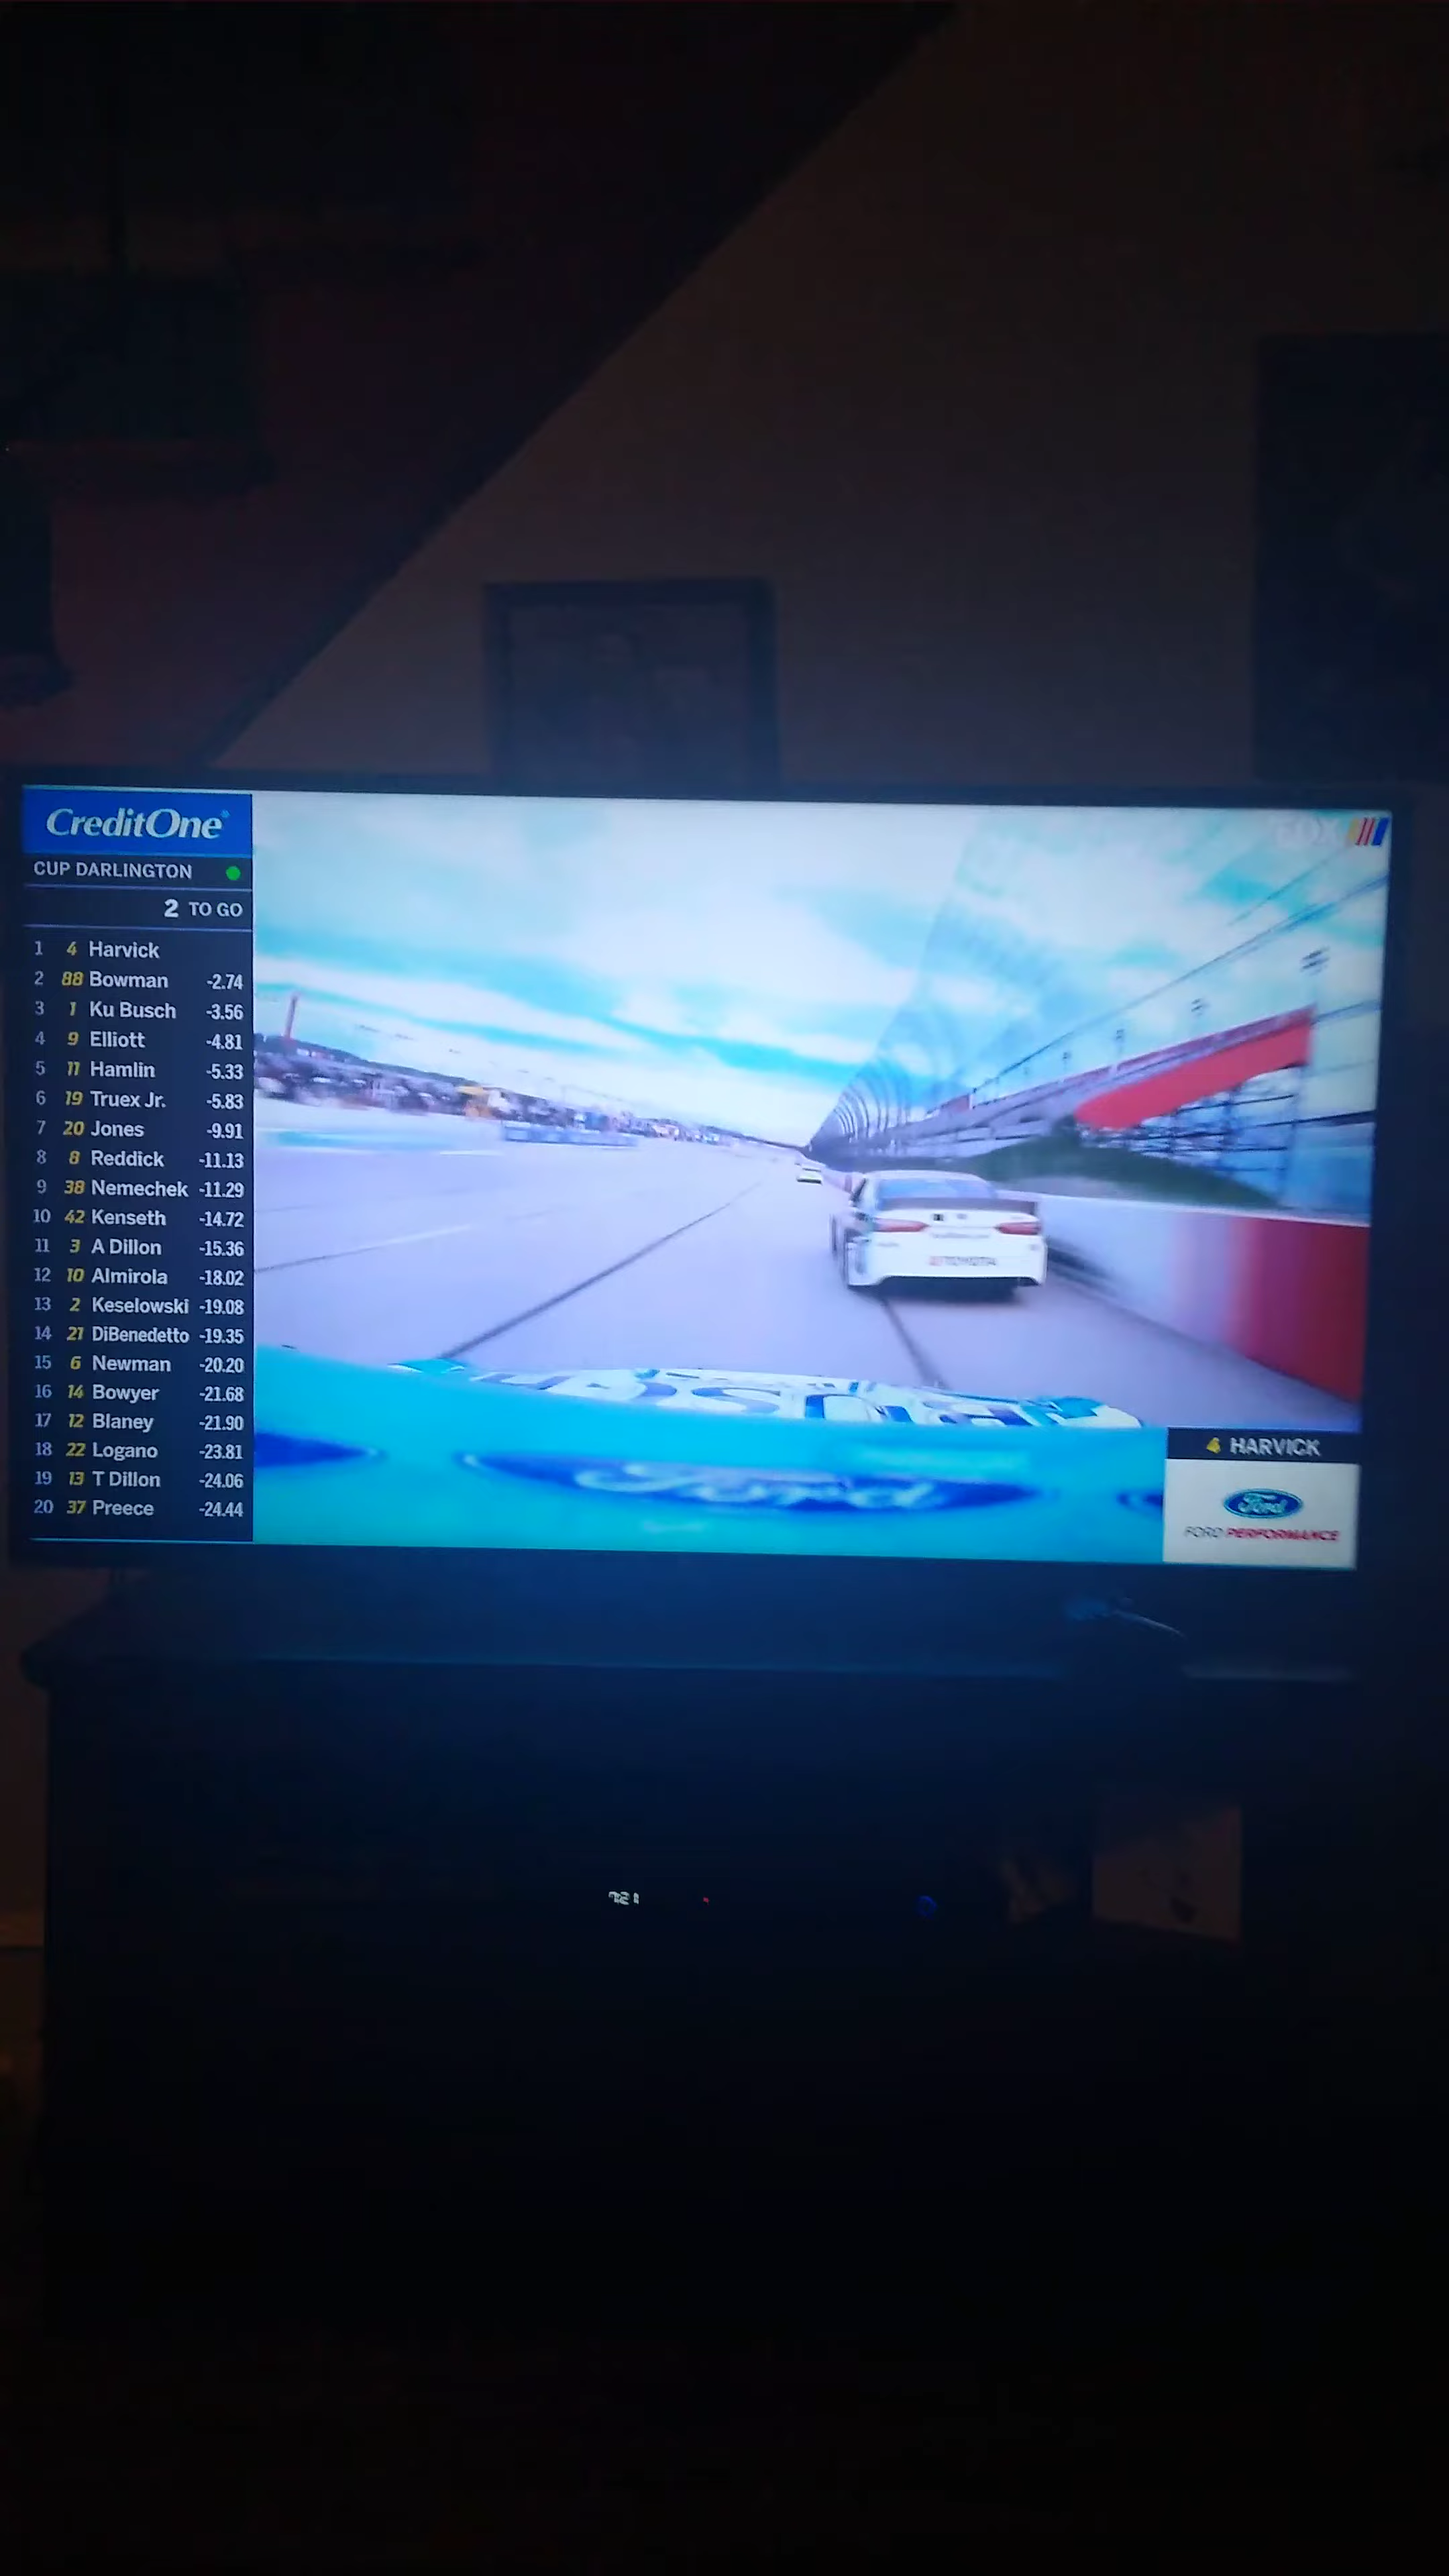 CreditOne®
CUP DARLINGTON
2 TO GO
1 4 Harvick
2 88 Bowman -2.74
3 1 Ku Busch -3.56
4 9 Elliott -4.81
5 11 Hamlin -5.33
6 19 Truex Jr. -5.83
7 20 Jones -9.91
8 8 Reddick -11.13
9 38 Nemechek -11.29
10 42 Kenseth -14.72
11 3 A Dillon -15.36
12 10 Almirola -18.02
13 2 Keselowski -19.08
14 21 DiBenedetto -19.35
15 6 Newman -20.20
16 14 Bowyer -21.68
17 12 Blaney -21.90
18 22 Logano -23.81
19 13 T Dillon -24.06
20 37 Preece -24.44
FOX
TOYOTA
BUSCH
Ford
4 HARVICK
Ford
FORD PERFORMANCE